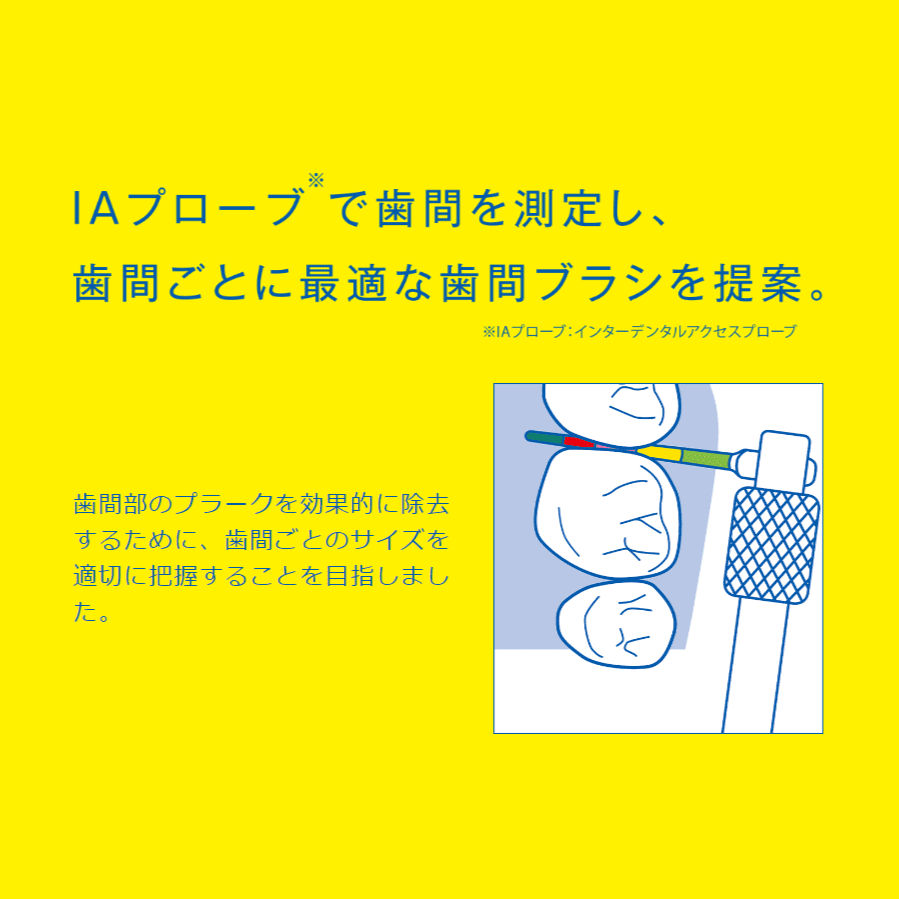 IAプローブ※で歯間を測定し、
歯間ごとに最適な歯間ブラシを提案。
※IAプローブ：インターデンタルアクセスプローブ
歯間部のプラークを効果的に除去
するために、歯間ごとのサイズを
適切に把握することを目指しまし
た。